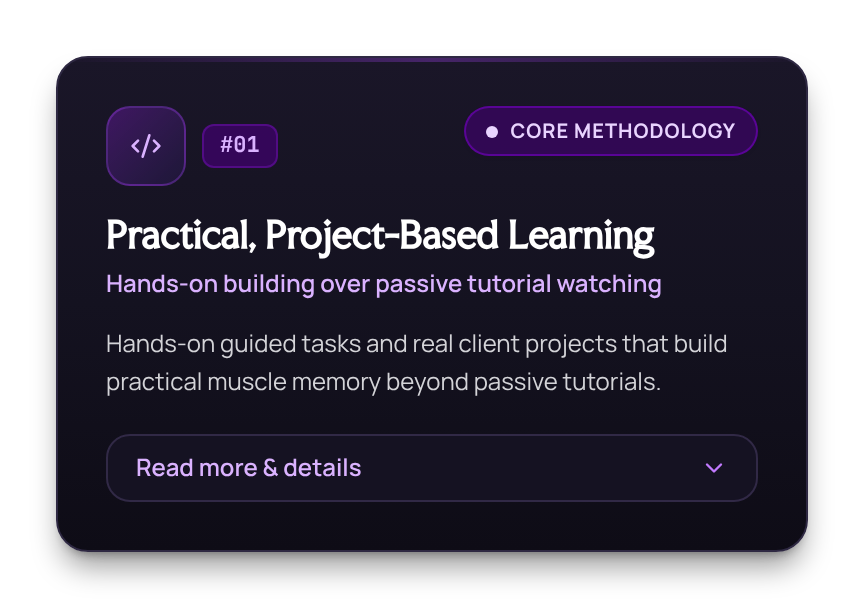 </>
#01
CORE METHODOLOGY
Practical, Project-Based Learning
Hands-on building over passive tutorial watching
Hands-on guided tasks and real client projects that build
practical muscle memory beyond passive tutorials.
Read more & details